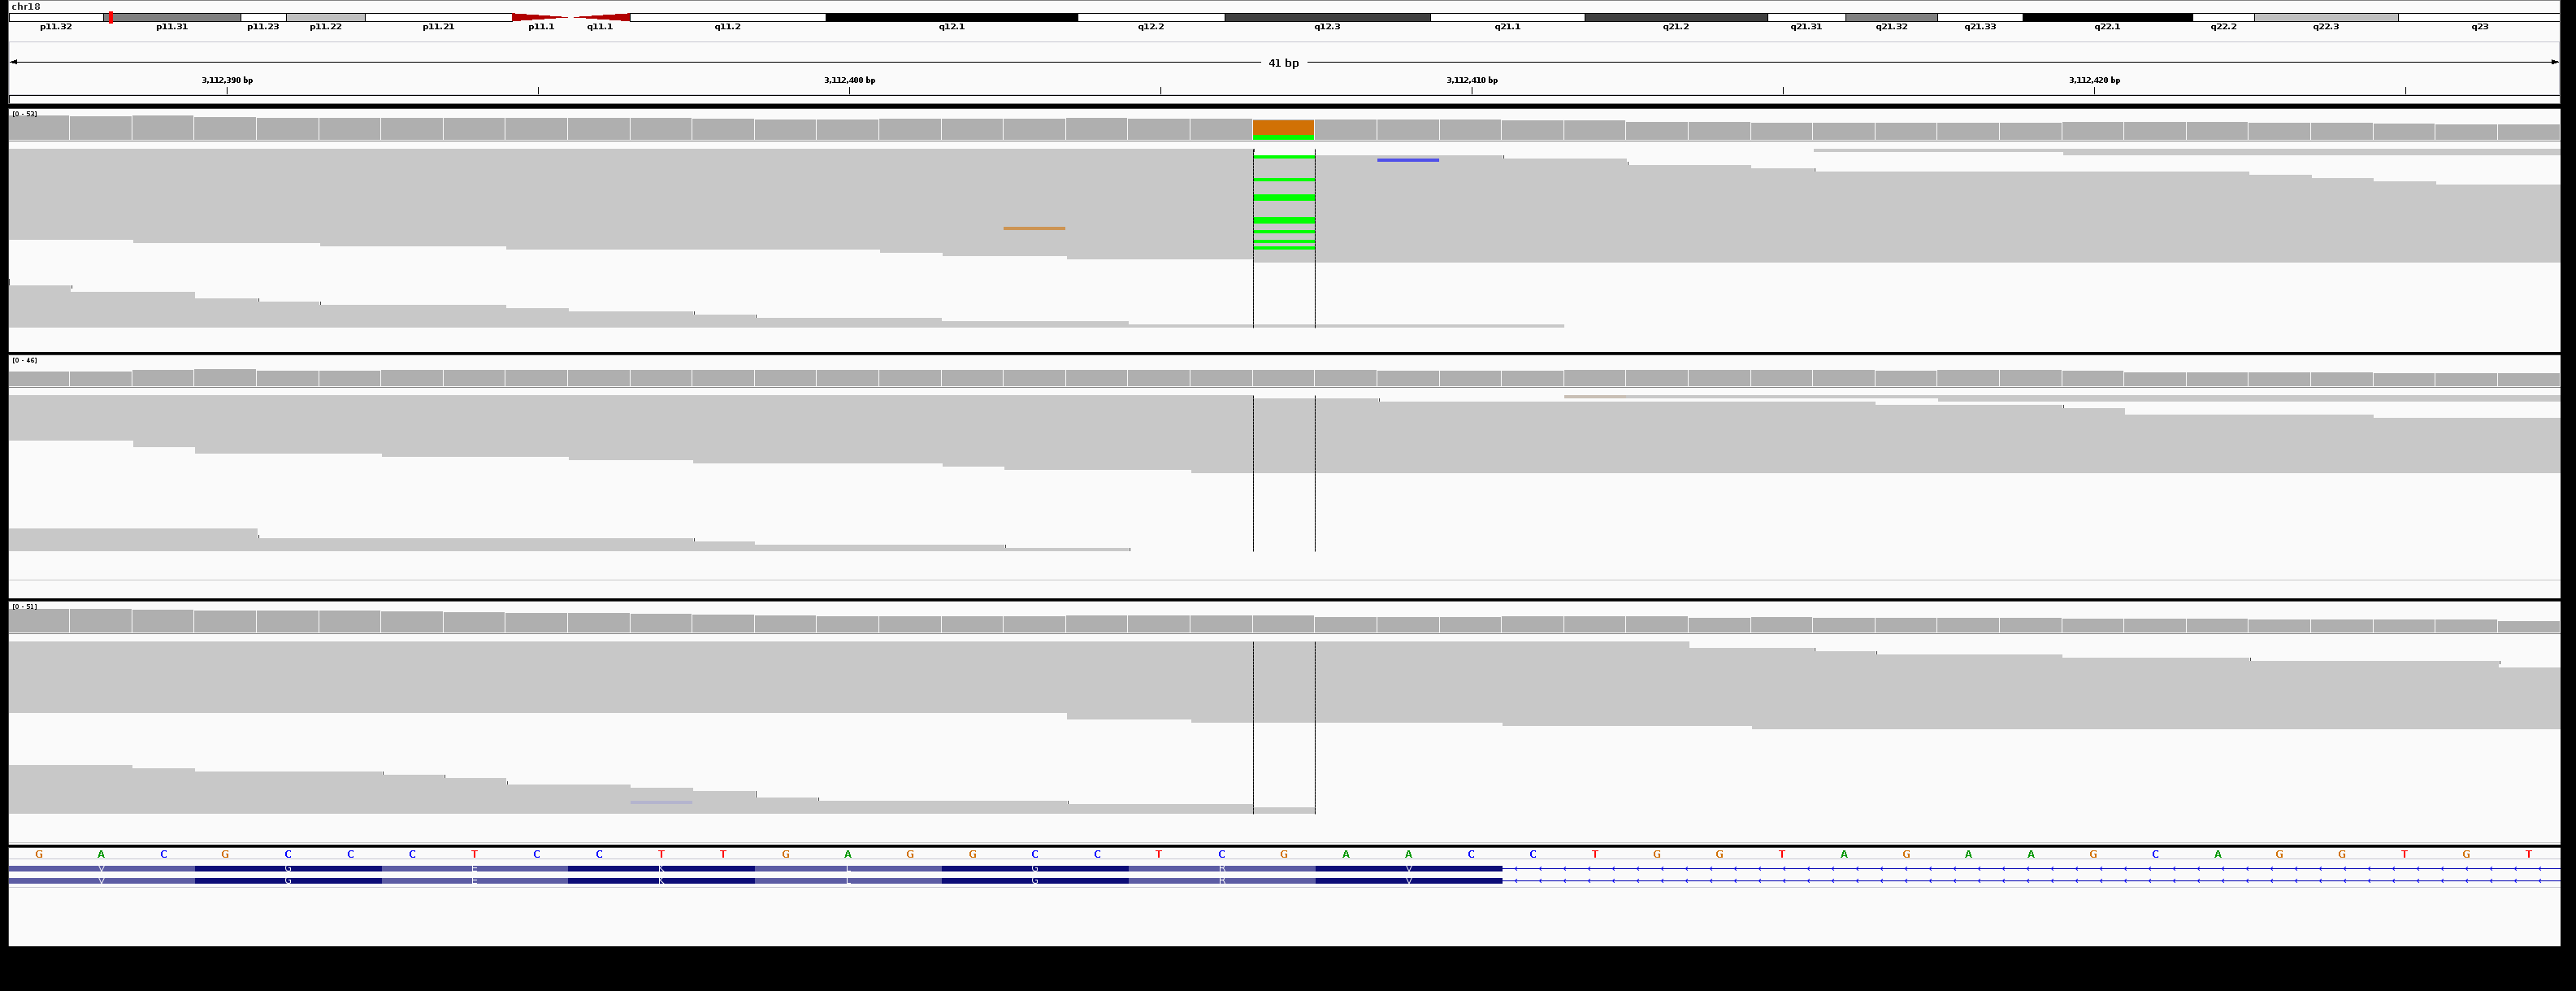 chr18
p11.32 p11.31 p11.23 p11.22 p11.21 p11.1 q11.1 q11.2 q12.1 q12.2 q12.3 q21.1 q21.2 q21.31 q21.32 q21.33 q22.1 q22.2 q22.3 q23
41 bp
3,112,390 bp 3,112,400 bp 3,112,410 bp 3,112,420 bp
[0 - 53]
[0 - 46]
[0 - 51]
G A C G C C C T C C T T G A G G C C T C G A A C C T G G T A G A A G C A G G T G T
V G E K L G R V
V G E K L G R V